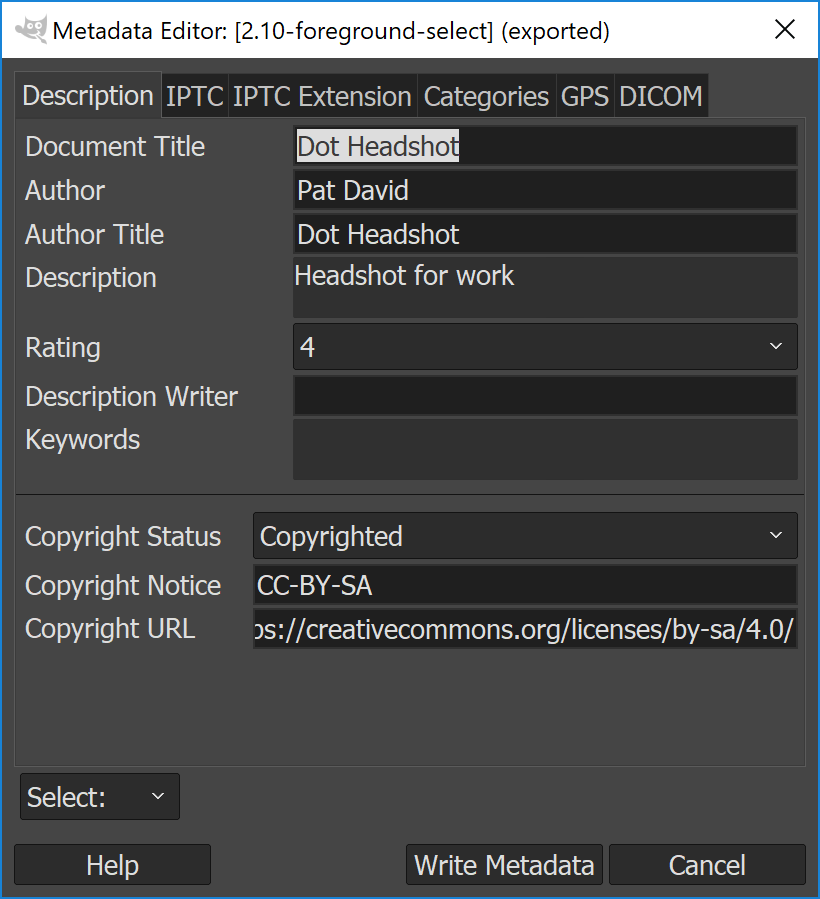 Metadata Editor: [2.10-foreground-select] (exported)
Description IPTC IPTC Extension Categories GPS DICOM
Document Title Dot Headshot
Author Pat David
Author Title Dot Headshot
Description Headshot for work
Rating 4
Description Writer
Keywords
Copyright Status Copyrighted
Copyright Notice CC-BY-SA
Copyright URL ps://creativecommons.org/licenses/by-sa/4.0/
Select:
Help Write Metadata Cancel